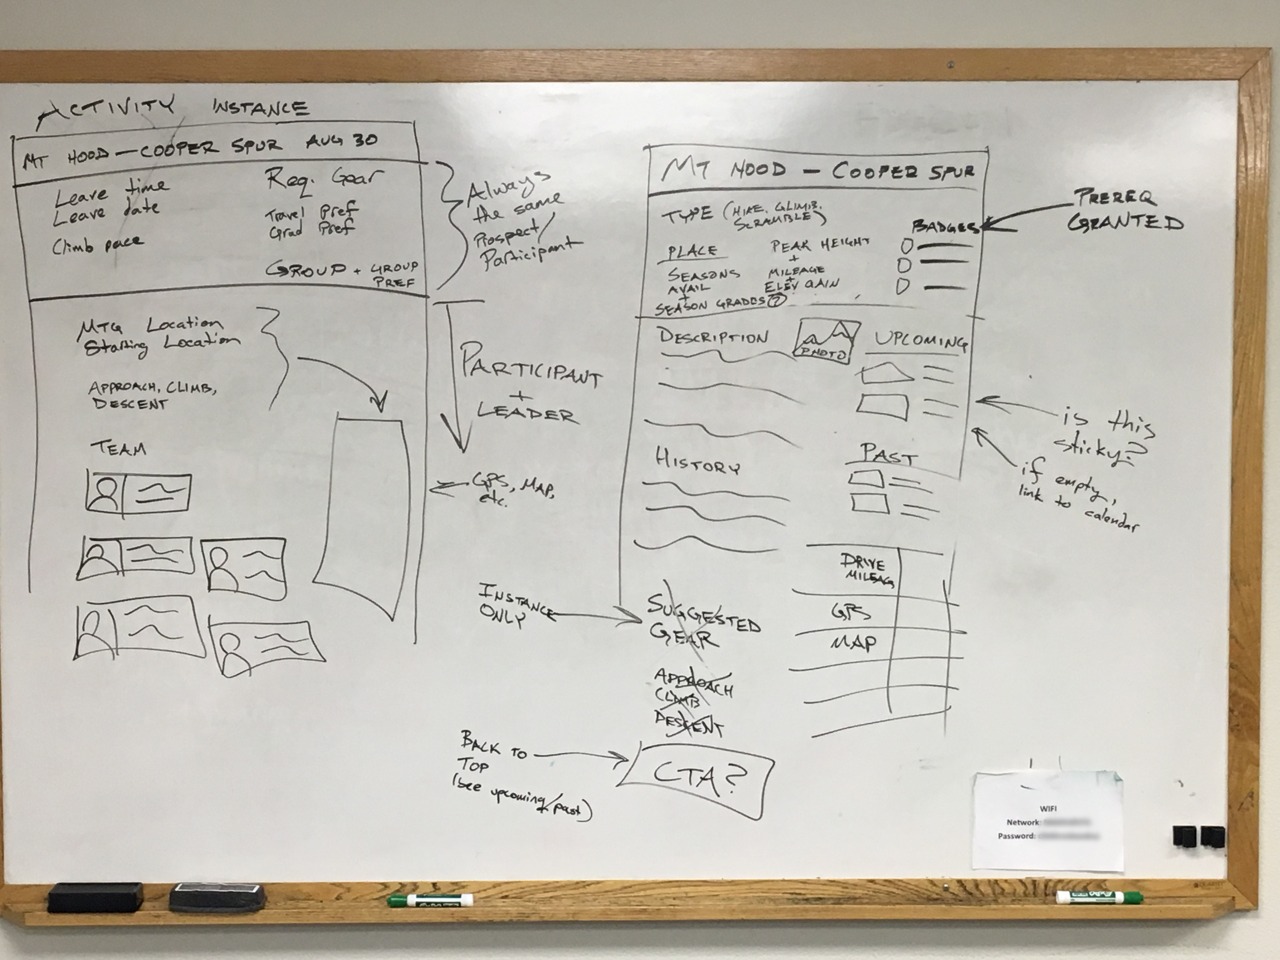 ACTIVITY INSTANCE
MT HOOD — COOPER SPUR AUG 30
Leave time
Leave date
Climb pace
Req. Gear
Travel Pref
Grad Pref
GROUP + GROUP
PREF
Always
the same
Prospect/
Participant
MTG Location
Starting Location
APPROACH, CLIMB,
DESCENT
TEAM
PARTICIPANT
+
LEADER
GPS, MAP,
etc.
MT HOOD — COOPER SPUR
TYPE (HIKE, CLIMB,
SCRAMBLE)
PLACE
SEASONS
AVAIL
+
SEASON GRADES?
PEAK HEIGHT
+
MILEAGE
+
ELEV GAIN
BADGES
PREREQ
GRANTED
DESCRIPTION
PHOTO
UPCOMING
is this
sticky?
if empty,
link to calendar
HISTORY
PAST
DRIVE
MILEAG
GPS
MAP
INSTANCE
ONLY
SUGGESTED
GEAR
APPROACH
CLIMB
DESCENT
BACK TO
TOP
(see upcoming/past)
CTA?
WIFI
Network:
Password: